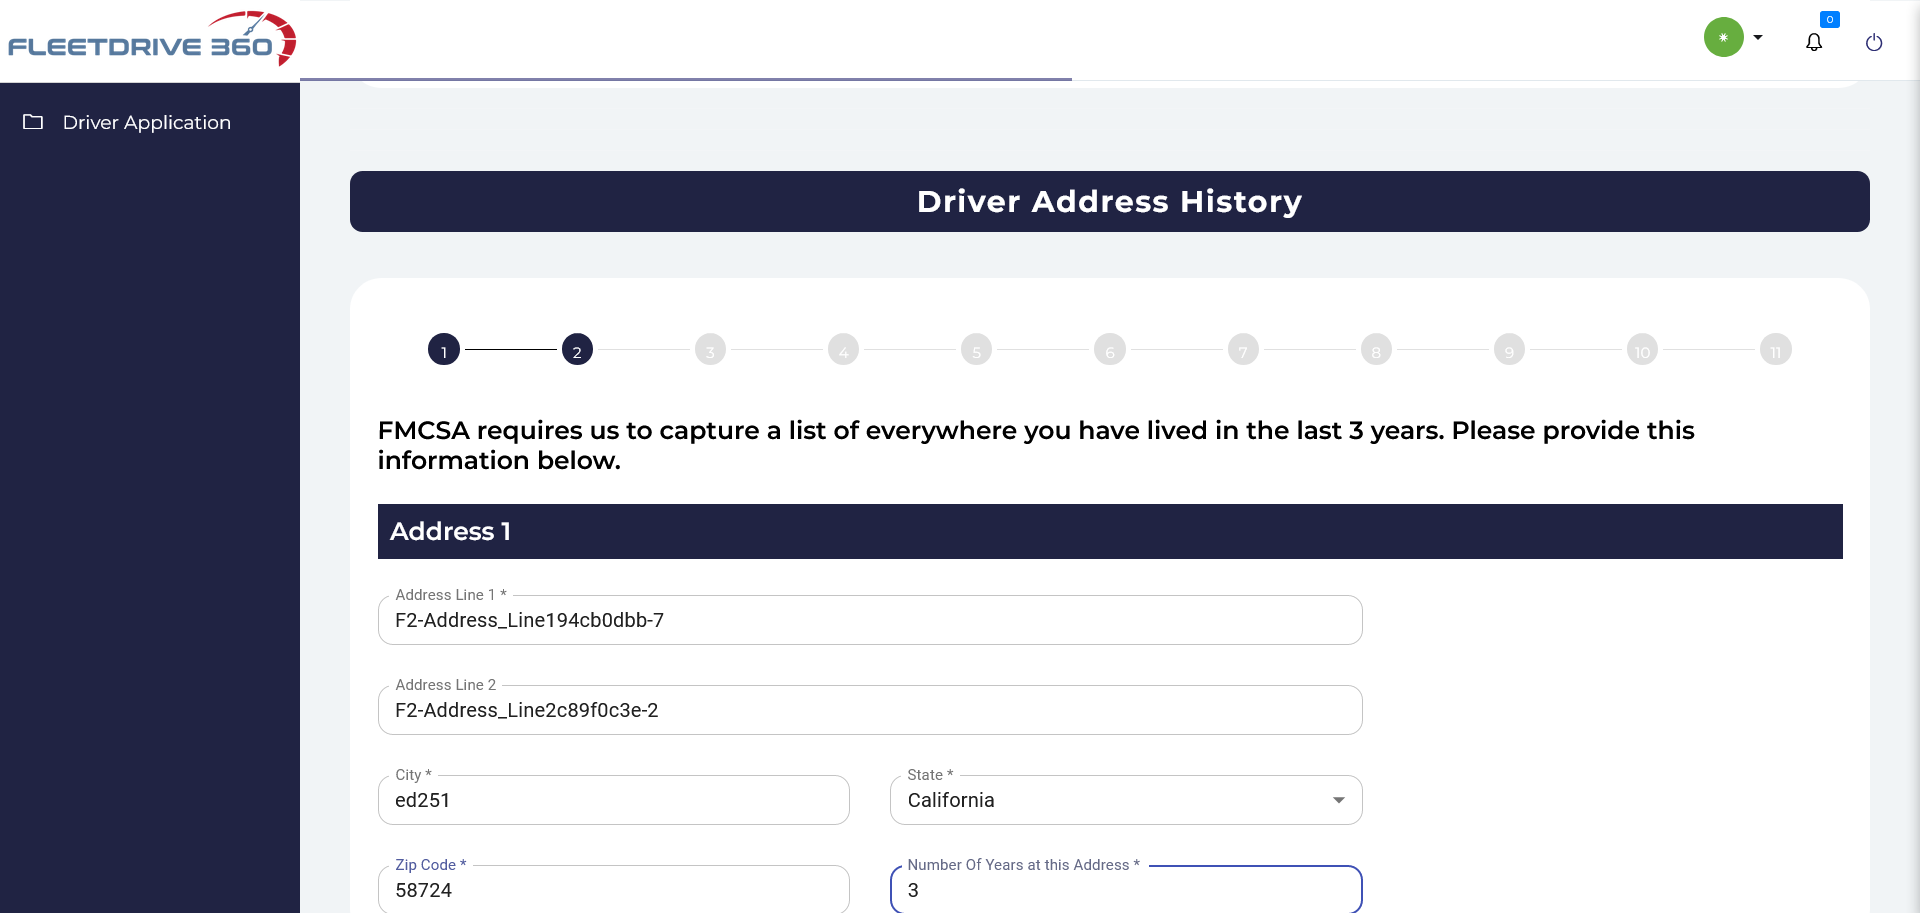 FLEETDRIVE 360
0
Driver Application
Driver Address History
1 2 3 4 5 6 7 8 9 10 11
FMCSA requires us to capture a list of everywhere you have lived in the last 3 years. Please provide this
information below.
Address 1
Address Line 1 *
F2-Address_Line194cb0dbb-7
Address Line 2
F2-Address_Line2c89f0c3e-2
City *
ed251
State *
California
Zip Code *
58724
Number Of Years at this Address *
3